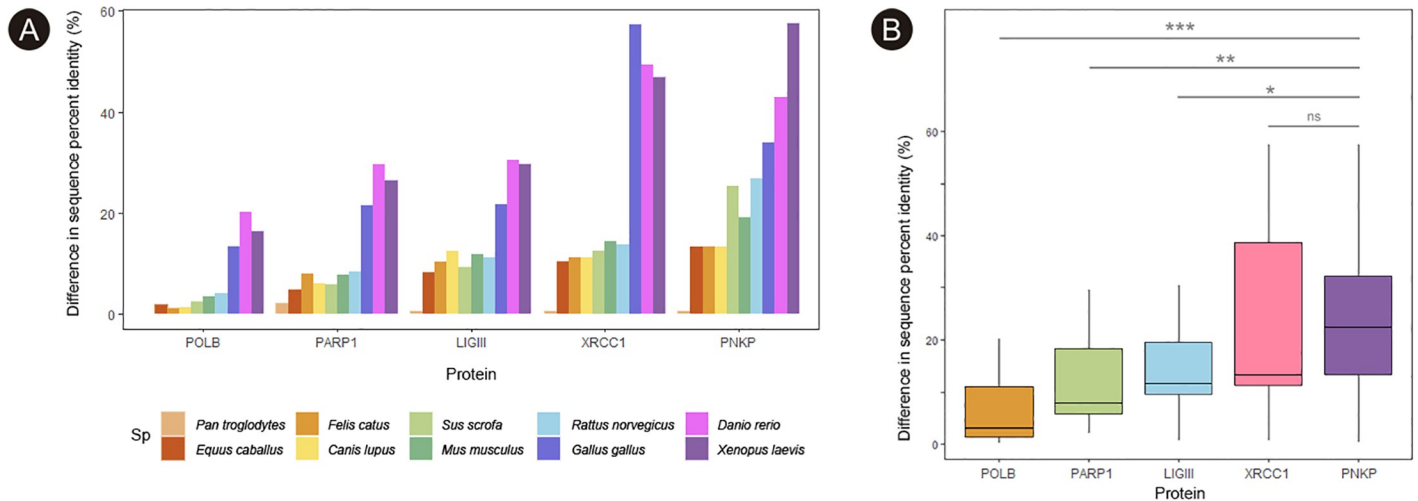 A
Difference in sequence percent identity (%)
60
40
20
0
POLB PARP1 LIGIII XRCC1 PNKP
Protein
Sp
Pan troglodytes Felis catus Sus scrofa Rattus norvegicus Danio rerio
Equus caballus Canis lupus Mus musculus Gallus gallus Xenopus laevis
B
Difference in sequence percent identity (%)
***
**
*
ns
60
40
20
0
POLB PARP1 LIGIII XRCC1 PNKP
Protein